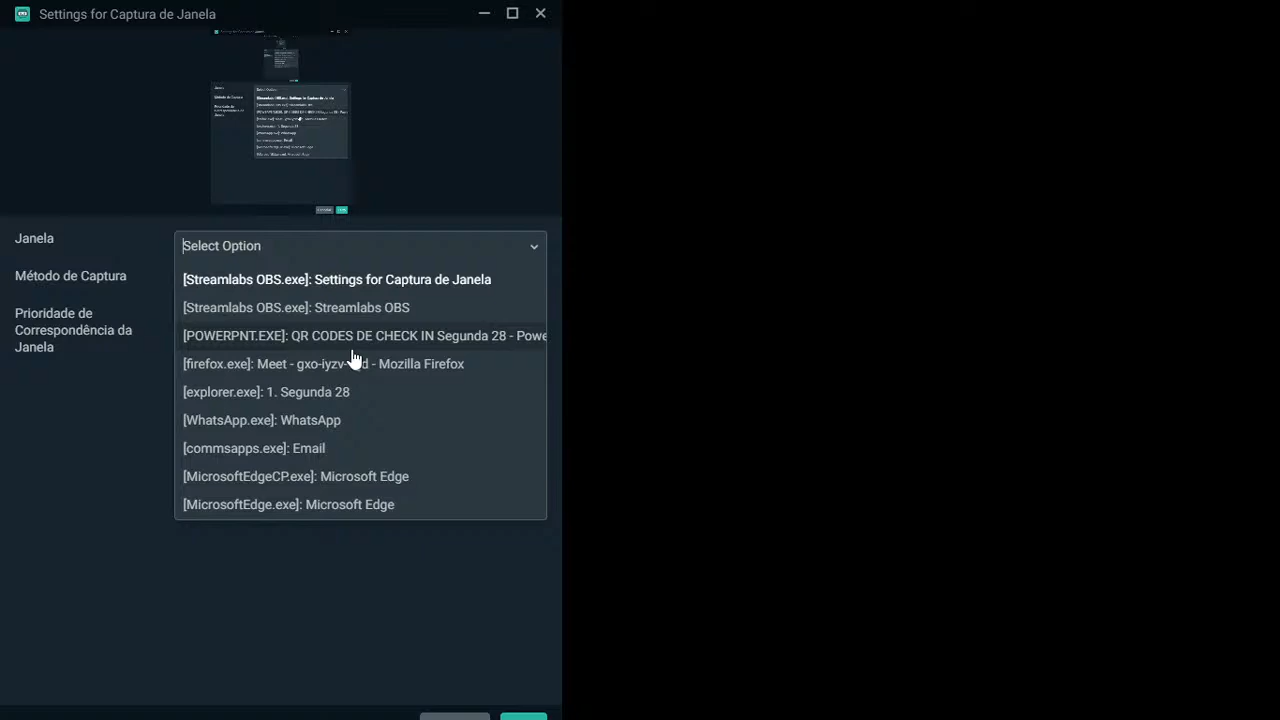 Settings for Captura de Janela
Janela
Select Option
Método de Captura
Prioridade de
Correspondência da
Janela
[Streamlabs OBS.exe]: Settings for Captura de Janela
[Streamlabs OBS.exe]: Streamlabs OBS
[POWERPNT.EXE]: QR CODES DE CHECK IN Segunda 28 - Powe
[firefox.exe]: Meet - - Mozilla Firefox
[explorer.exe]: 1. Segunda 28
[WhatsApp.exe]: WhatsApp
[commsapps.exe]: Email
[MicrosoftEdgeCP.exe]: Microsoft Edge
[MicrosoftEdge.exe]: Microsoft Edge